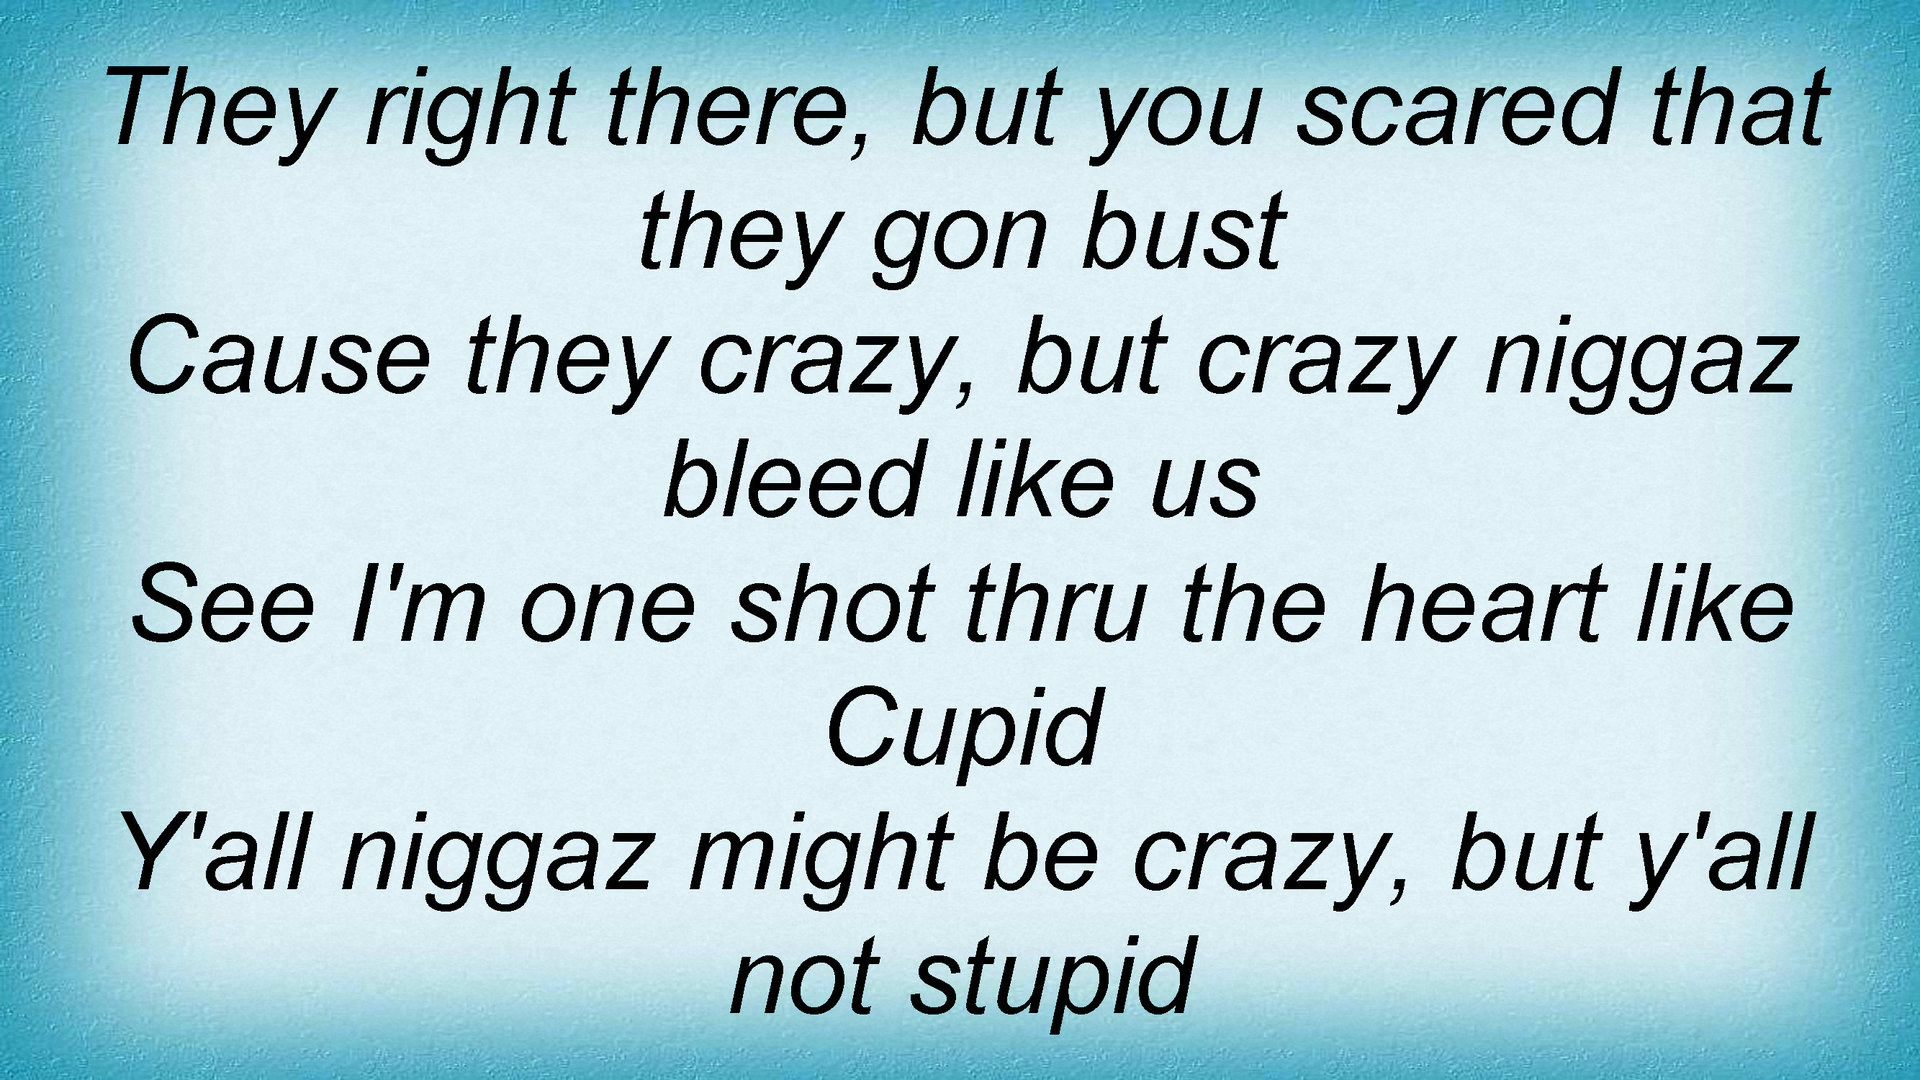 They right there, but you scared that
they gon bust
Cause they crazy, but crazy niggaz
bleed like us
See I'm one shot thru the heart like
Cupid
Y'all niggaz might be crazy, but y'all
not stupid